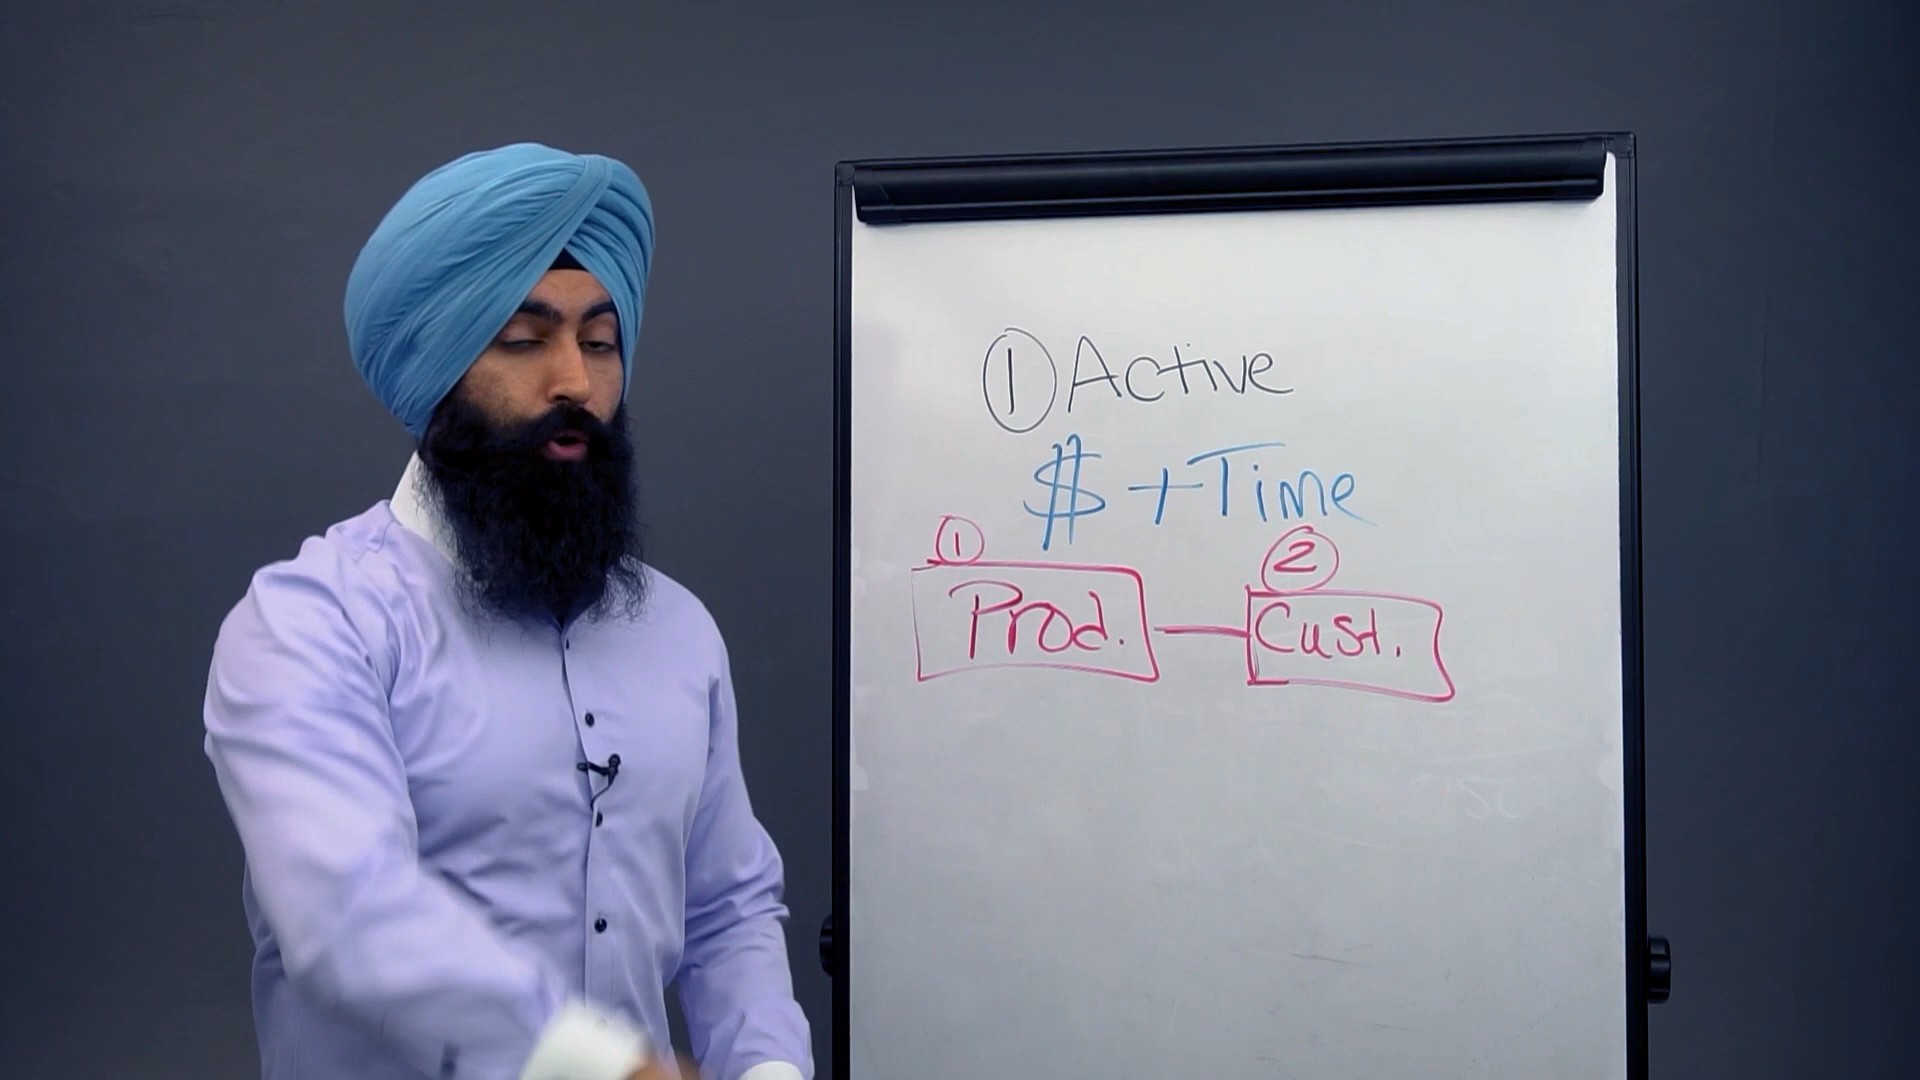 ① Active
$ + Time
① ②
Prod. — Cust.